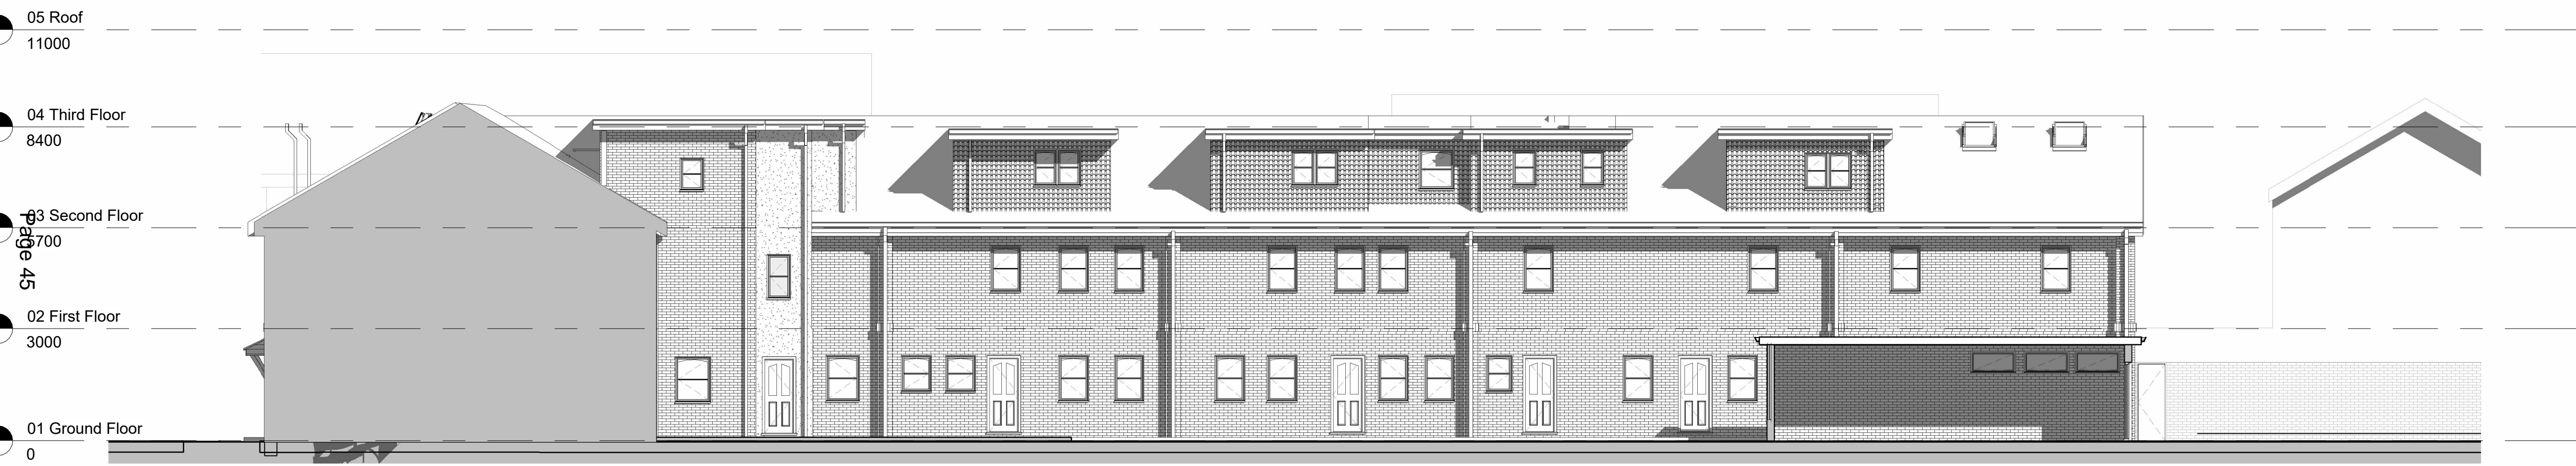 05 Roof
11000
04 Third Floor
8400
03 Second Floor
5700
Page 45
02 First Floor
3000
01 Ground Floor
0